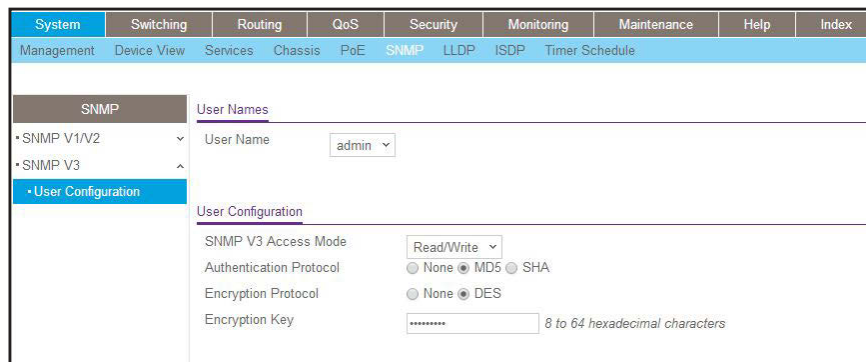 System Switching Routing QoS Security Monitoring Maintenance Help Index
Management Device View Services Chassis PoE SNMP LLDP ISDP Timer Schedule
SNMP
• SNMP V1/V2
• SNMP V3
• User Configuration
User Names
User Name admin
User Configuration
SNMP V3 Access Mode Read/Write
Authentication Protocol None MD5 SHA
Encryption Protocol None DES
Encryption Key ••••••••• 8 to 64 hexadecimal characters